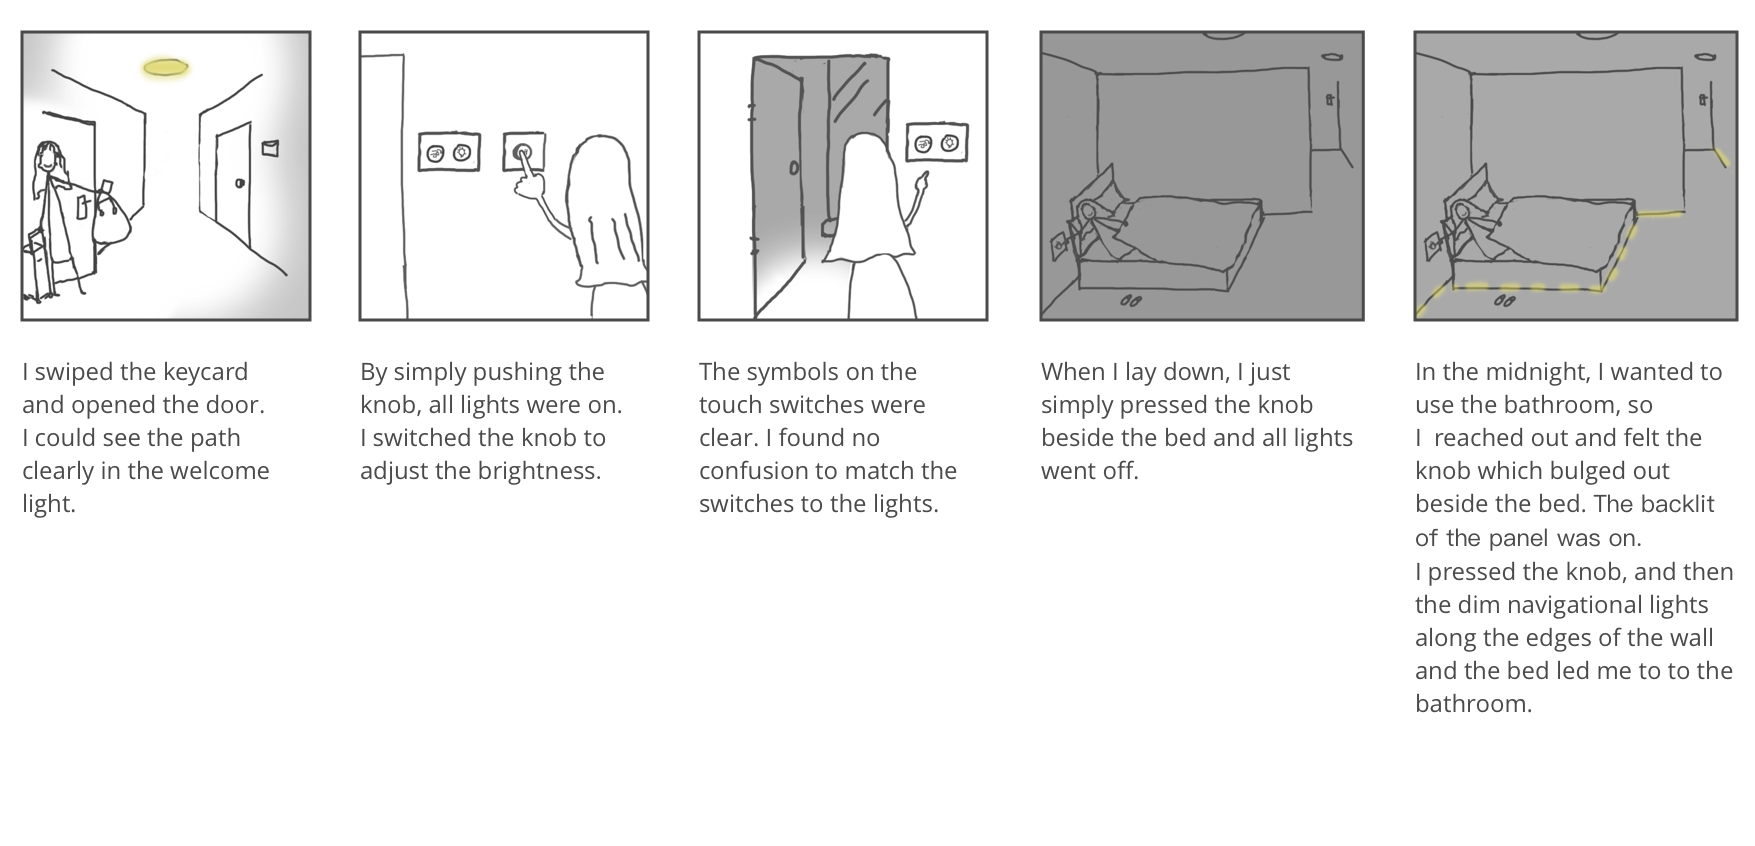 I swiped the keycard
and opened the door.
I could see the path
clearly in the welcome
light.
By simply pushing the
knob, all lights were on.
I switched the knob to
adjust the brightness.
The symbols on the
touch switches were
clear. I found no
confusion to match the
switches to the lights.
When I lay down, I just
simply pressed the knob
beside the bed and all lights
went off.
In the midnight, I wanted to
use the bathroom, so
I  reached out and felt the
knob which bulged out
beside the bed. The backlit
of the panel was on.
I pressed the knob, and then
the dim navigational lights
along the edges of the wall
and the bed led me to to the
bathroom.